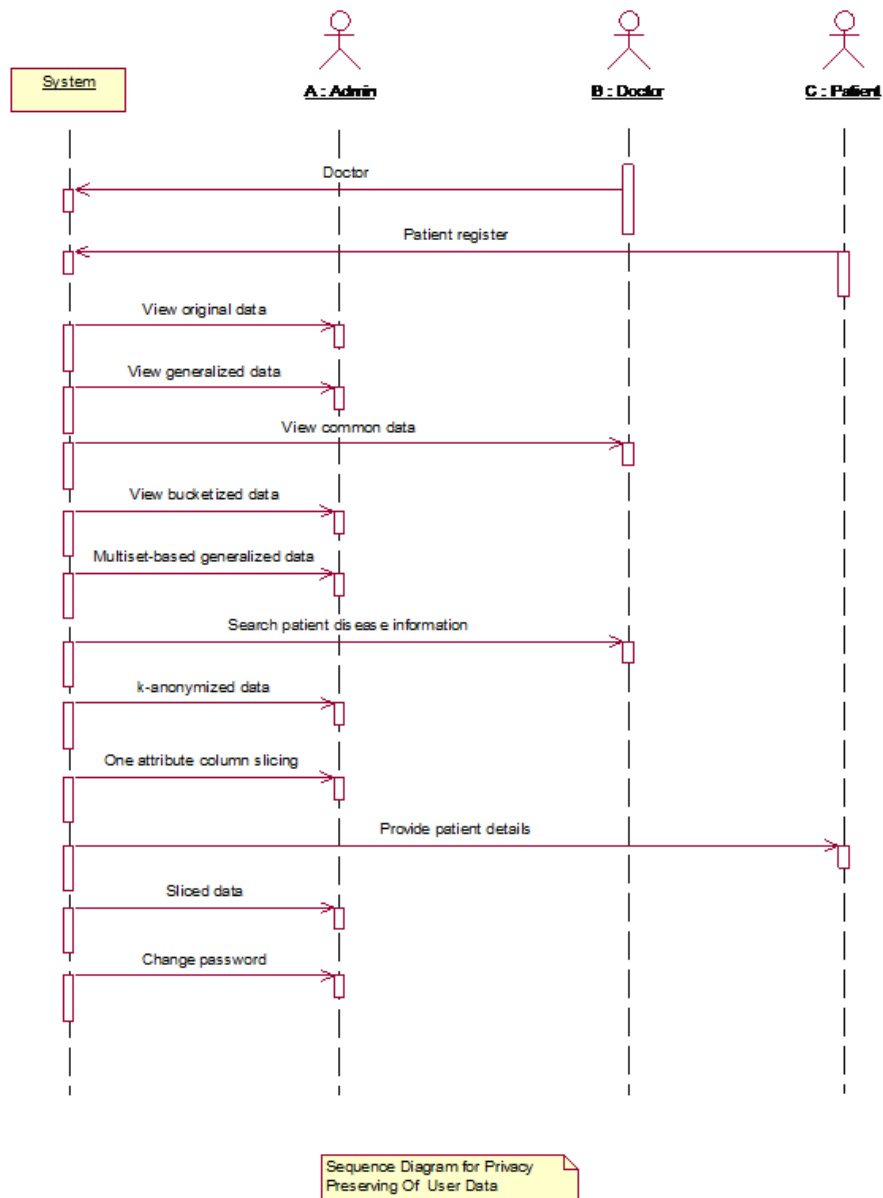 System
A : Admin
B : Doctor
C : Patient
Doctor
Patient register
View original data
View generalized data
View common data
View bucketized data
Multiset-based generalized data
Search patient disease information
k-anonymized data
One attribute column slicing
Provide patient details
Sliced data
Change password
Sequence Diagram for Privacy
Preserving Of User Data